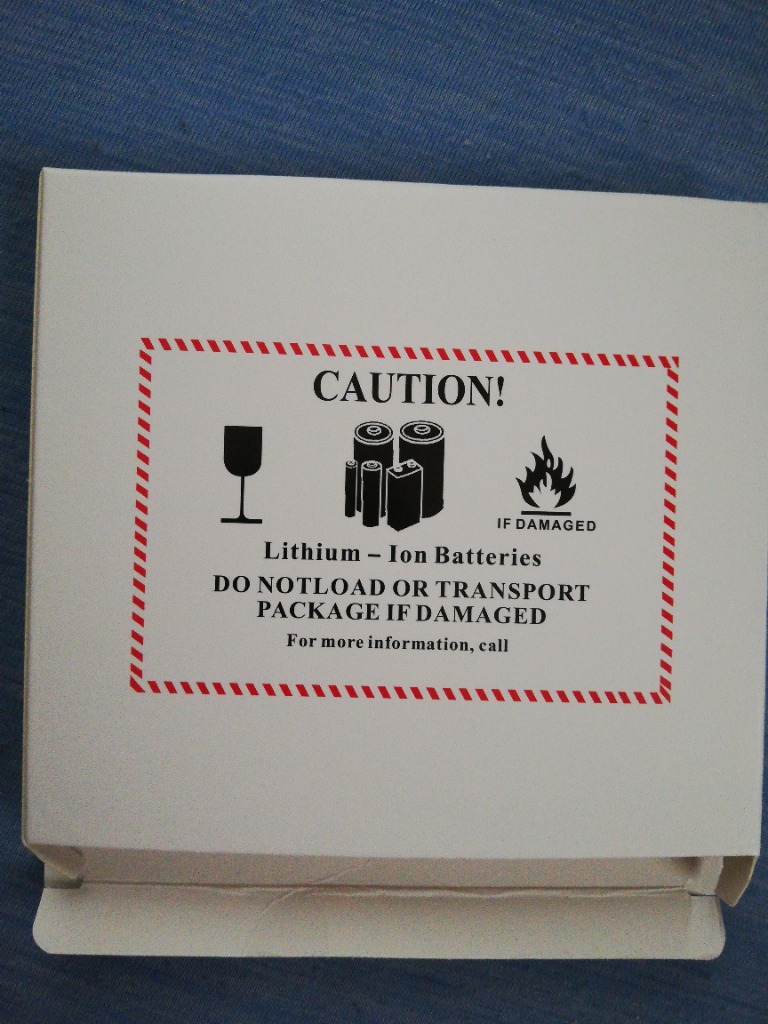 CAUTION!
IF DAMAGED
Lithium – Ion Batteries
DO NOTLOAD OR TRANSPORT
PACKAGE IF DAMAGED
For more information, call